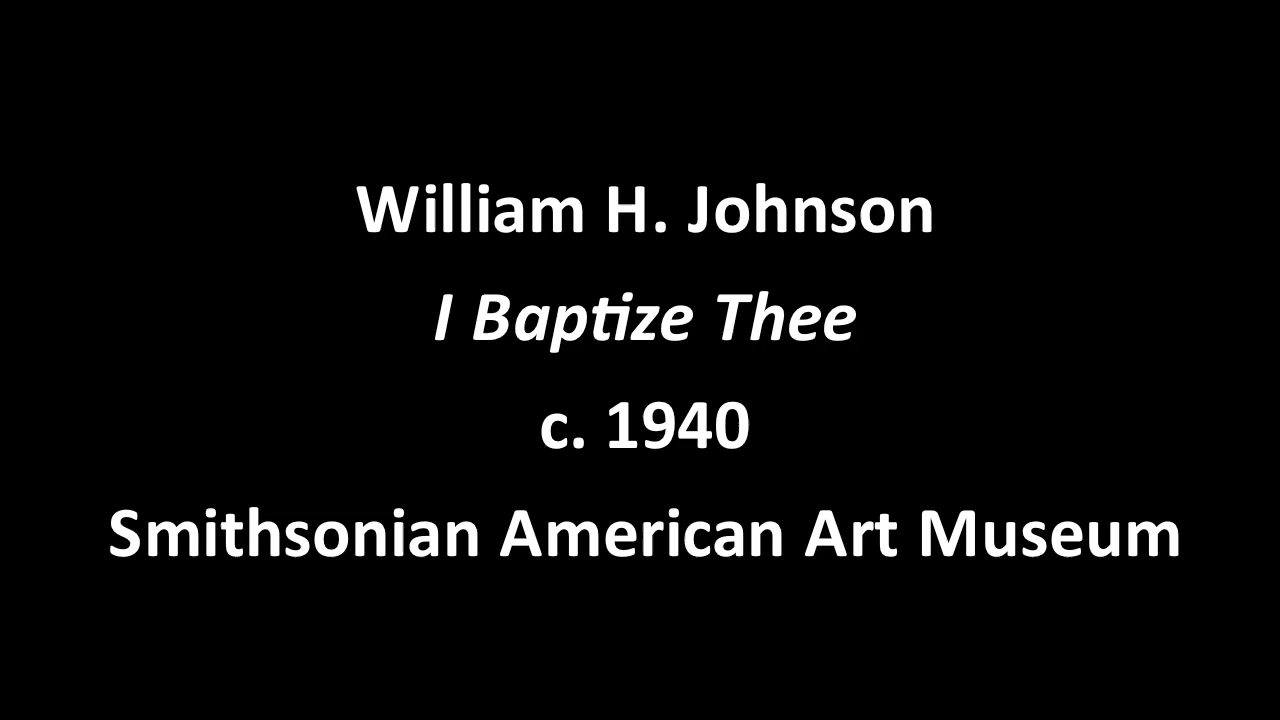 William H. Johnson
I Baptize Thee
c. 1940
Smithsonian American Art Museum